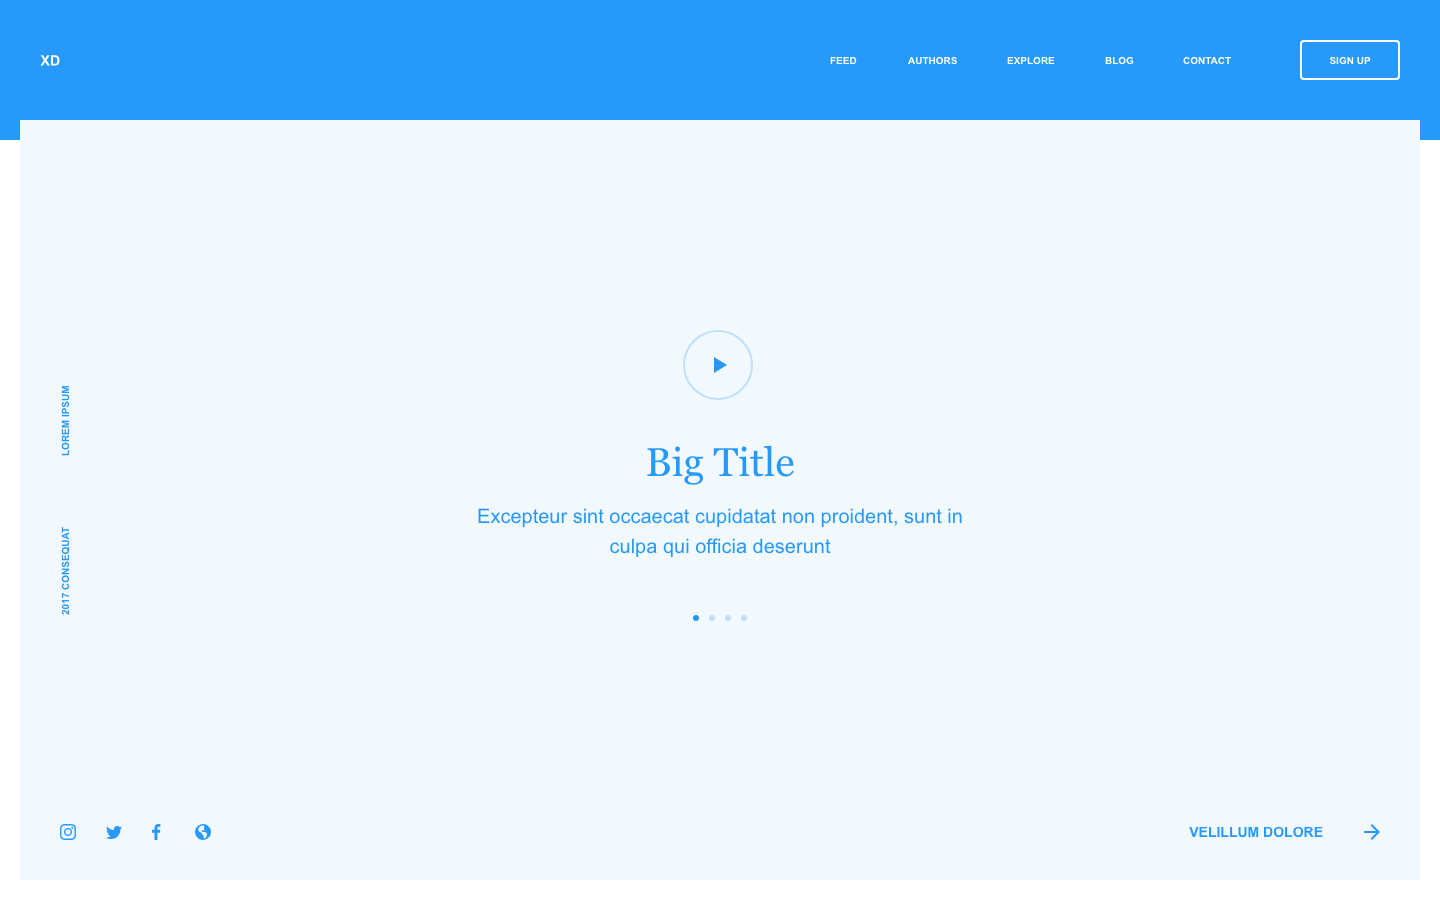 XD
FEED
AUTHORS
EXPLORE
BLOG
CONTACT
SIGN UP
LOREM IPSUM
2017 CONSEQUAT
Big Title
Excepteur sint occaecat cupidatat non proident, sunt in
culpa qui officia deserunt
VELILLUM DOLORE